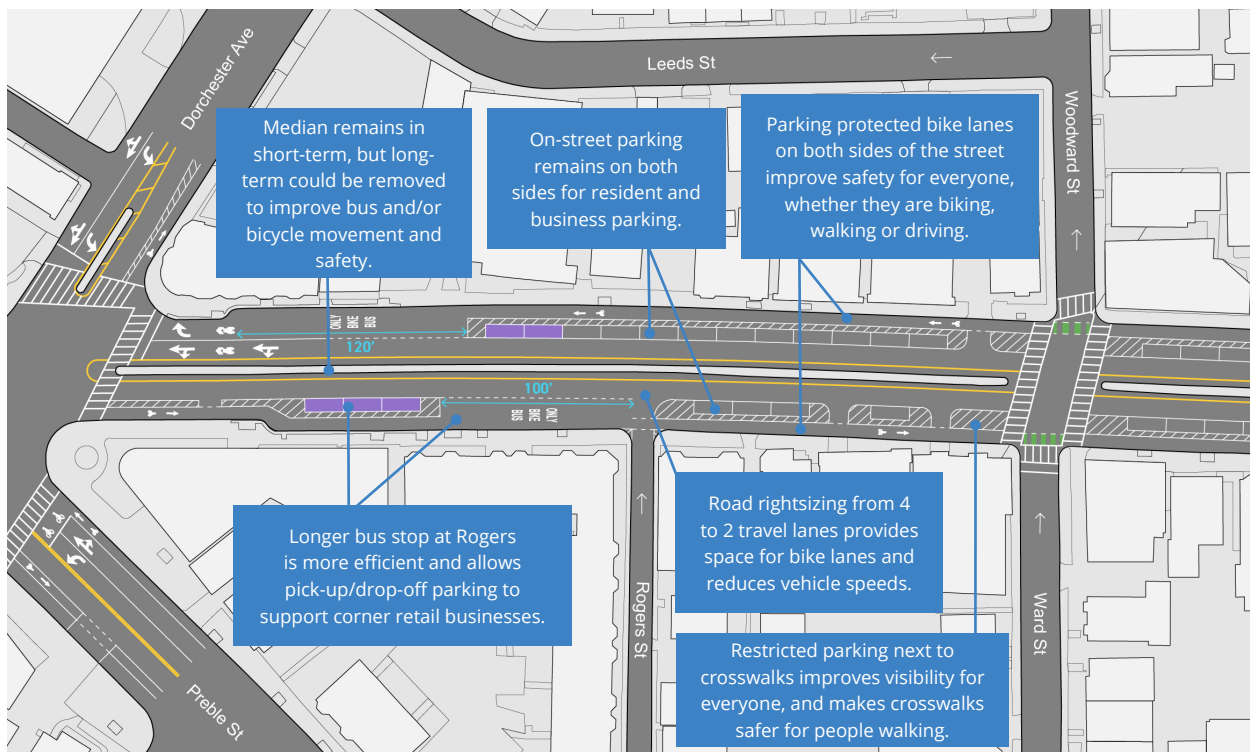 Dorchester Ave
Leeds St
Woodward St
Median remains in
short-term, but long-
term could be removed
to improve bus and/or
bicycle movement and
safety.
On-street parking
remains on both
sides for resident and
business parking.
Parking protected bike lanes
on both sides of the street
improve safety for everyone,
whether they are biking,
walking or driving.
ONLY
BIKE
BUS
120'
100'
BUS
BIKE
ONLY
Longer bus stop at Rogers
is more efficient and allows
pick-up/drop-off parking to
support corner retail businesses.
Road rightsizing from 4
to 2 travel lanes provides
space for bike lanes and
reduces vehicle speeds.
Restricted parking next to
crosswalks improves visibility for
everyone, and makes crosswalks
safer for people walking.
Rogers St
Ward St
Preble St